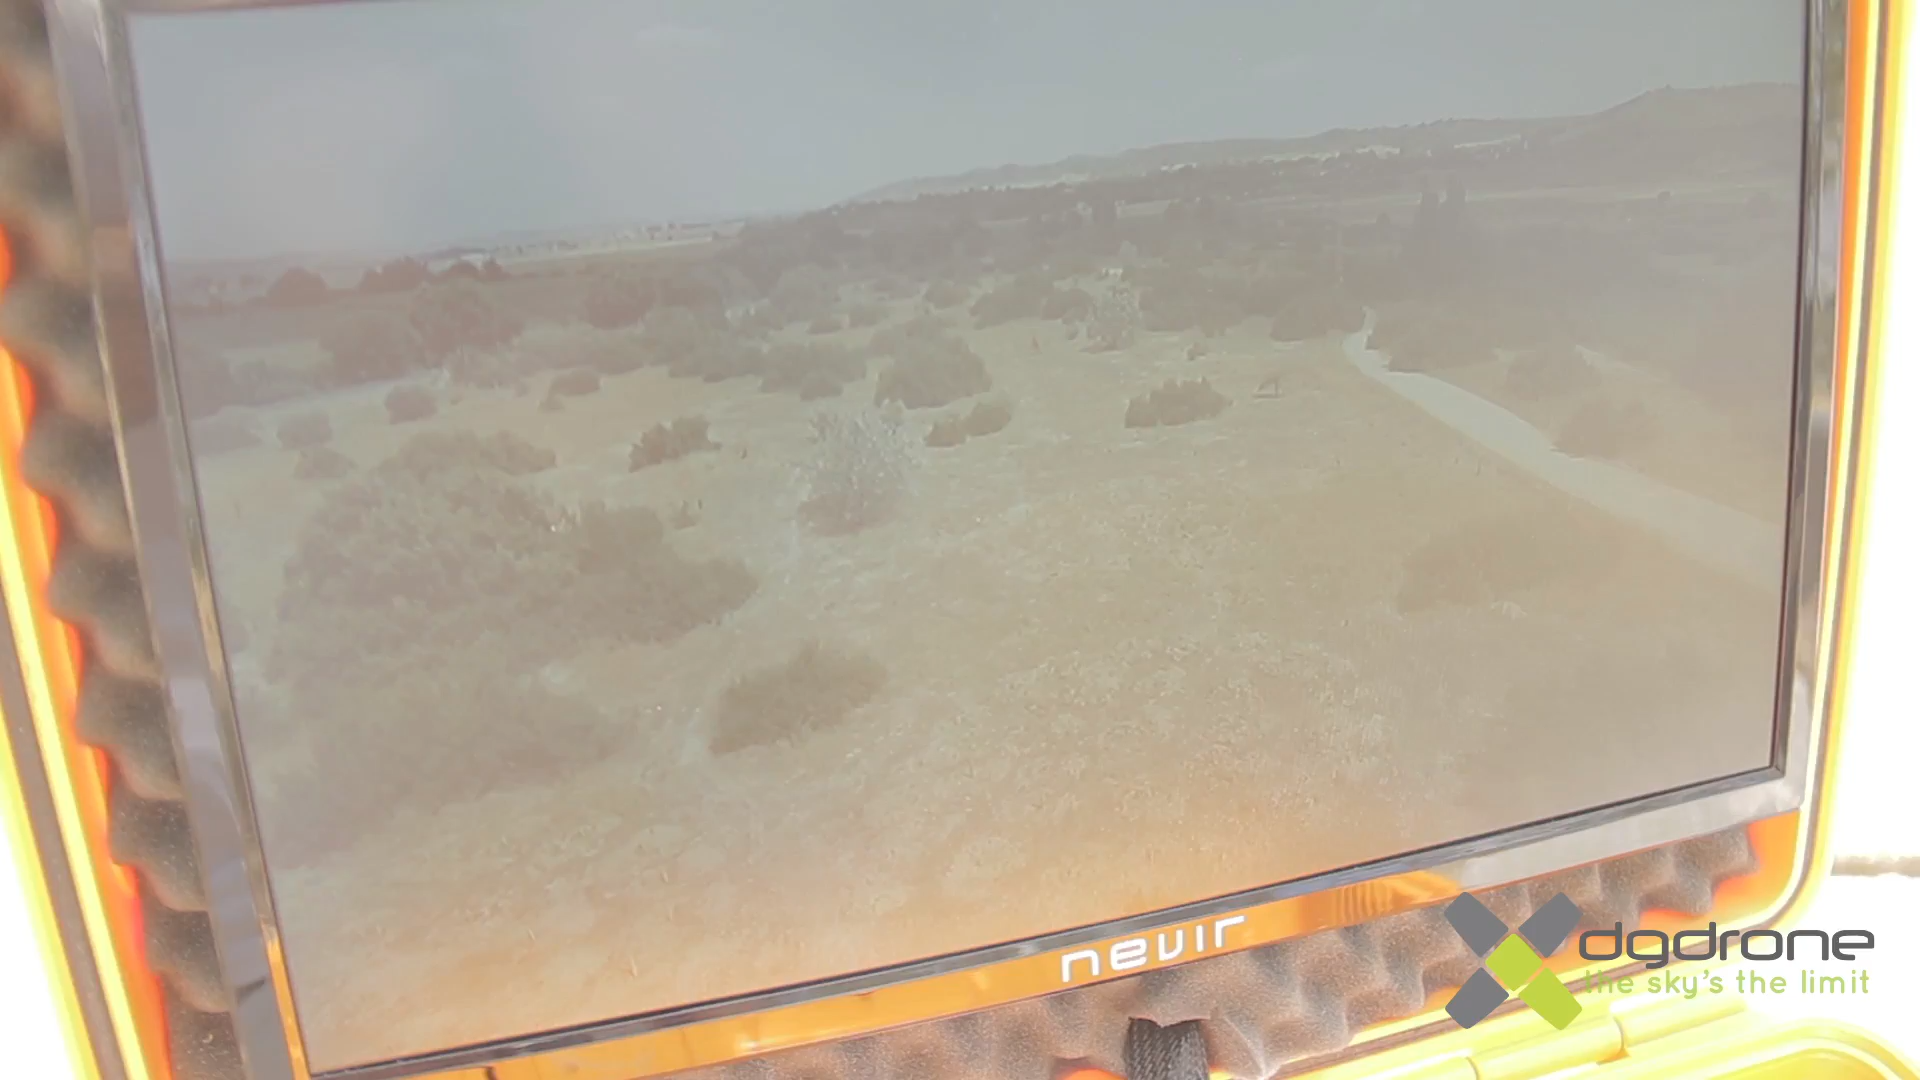 nevir
dgdrone
the sky's the limit